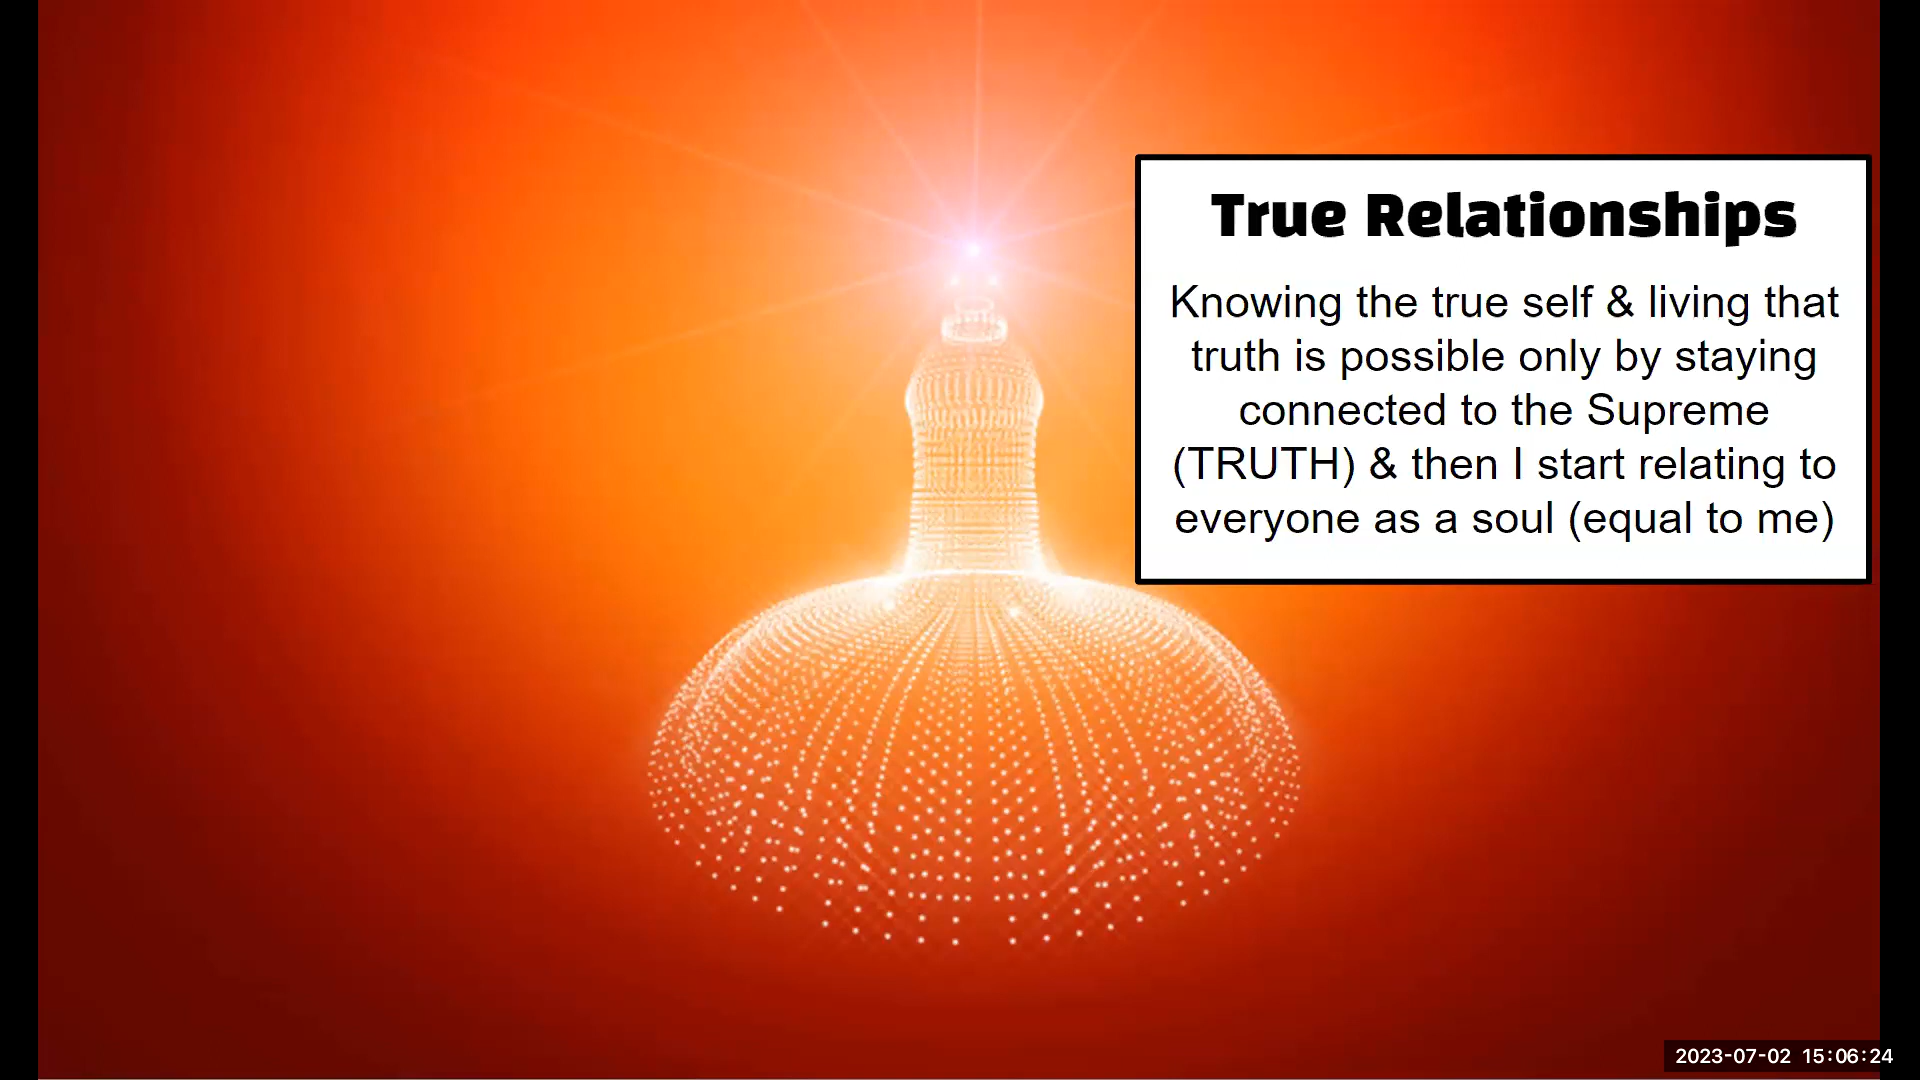 True Relationships
Knowing the true self & living that
truth is possible only by staying
connected to the Supreme
(TRUTH) & then I start relating to
everyone as a soul (equal to me)
2023-07-02 15:06:24